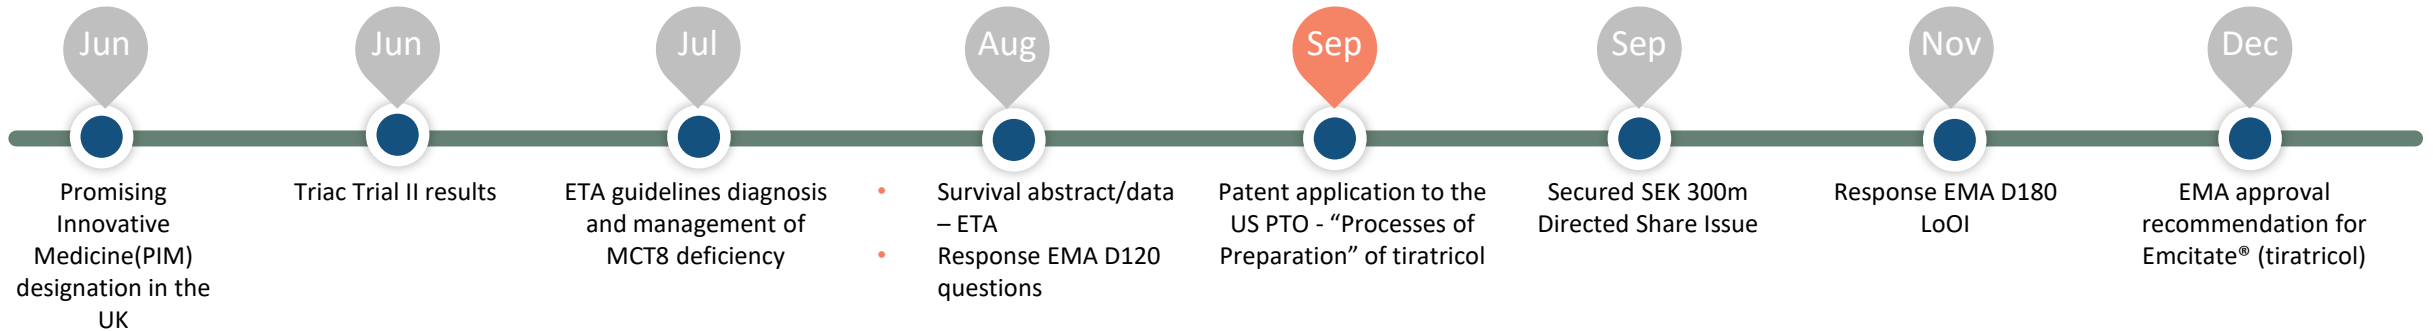 Jun
Jun
Jul
Aug
Sep
Sep
Nov
Dec
Promising
Innovative
Medicine(PIM)
designation in the
UK
Triac Trial II results
ETA guidelines diagnosis
and management of
MCT8 deficiency
• Survival abstract/data
– ETA
• Response EMA D120
questions
Patent application to the
US PTO - “Processes of
Preparation” of tiratricol
Secured SEK 300m
Directed Share Issue
Response EMA D180
LoOI
EMA approval
recommendation for
Emcitate® (tiratricol)